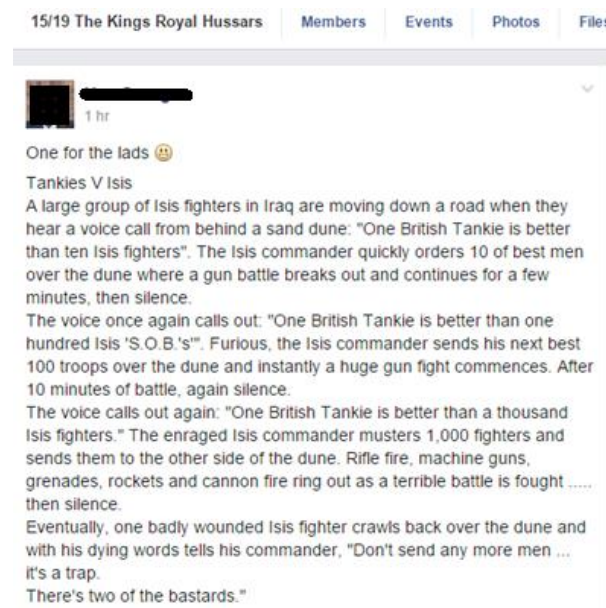 15/19 The Kings Royal Hussars Members Events Photos Files
1 hr
One for the lads
Tankies V Isis
A large group of Isis fighters in Iraq are moving down a road when they
hear a voice call from behind a sand dune: "One British Tankie is better
than ten Isis fighters". The Isis commander quickly orders 10 of best men
over the dune where a gun battle breaks out and continues for a few
minutes, then silence.
The voice once again calls out: "One British Tankie is better than one
hundred Isis 'S.O.B.'s'". Furious, the Isis commander sends his next best
100 troops over the dune and instantly a huge gun fight commences. After
10 minutes of battle, again silence.
The voice calls out again: "One British Tankie is better than a thousand
Isis fighters." The enraged Isis commander musters 1,000 fighters and
sends them to the other side of the dune. Rifle fire, machine guns,
grenades, rockets and cannon fire ring out as a terrible battle is fought .....
then silence.
Eventually, one badly wounded Isis fighter crawls back over the dune and
with his dying words tells his commander, "Don't send any more men ...
it's a trap.
There's two of the bastards."